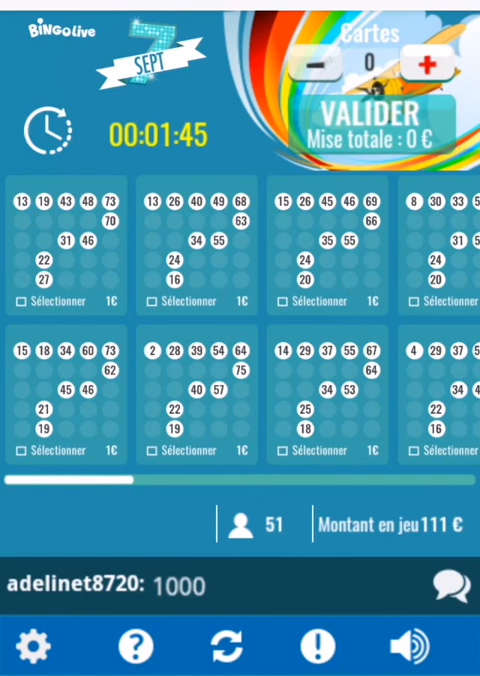 BiNGOLIVE
7
SEPT
Cartes
0
VALIDER
Mise totale : 0 €
00:01:45
13 19 43 48 73
70
31 46
22
27
Sélectionner 1€
13 26 40 49 68
63
34 55
24
16
Sélectionner 1€
15 26 45 46 69
66
35 55
24
20
Sélectionner 1€
8 30 33
31
24
20
Sélectionner
15 18 34 60 73
62
45 46
21
19
Sélectionner 1€
2 28 39 54 64
75
40 57
22
19
Sélectionner 1€
14 29 37 55 67
64
34 53
25
18
Sélectionner 1€
4 29 37
34
22
16
Sélectionner
51
Montant en jeu 111 €
adelinet8720: 1000